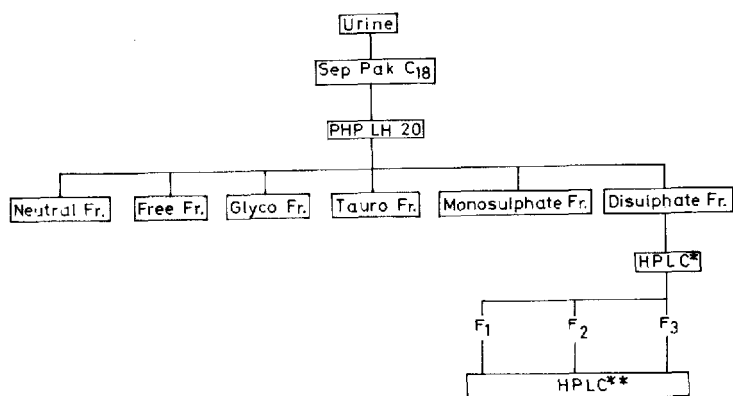 Urine
Sep Pak C18
PHP LH 20
Neutral Fr. Free Fr. Glyco Fr. Tauro Fr. Monosulphate Fr. Disulphate Fr.
HPLC*
F1 F2 F3
HPLC**